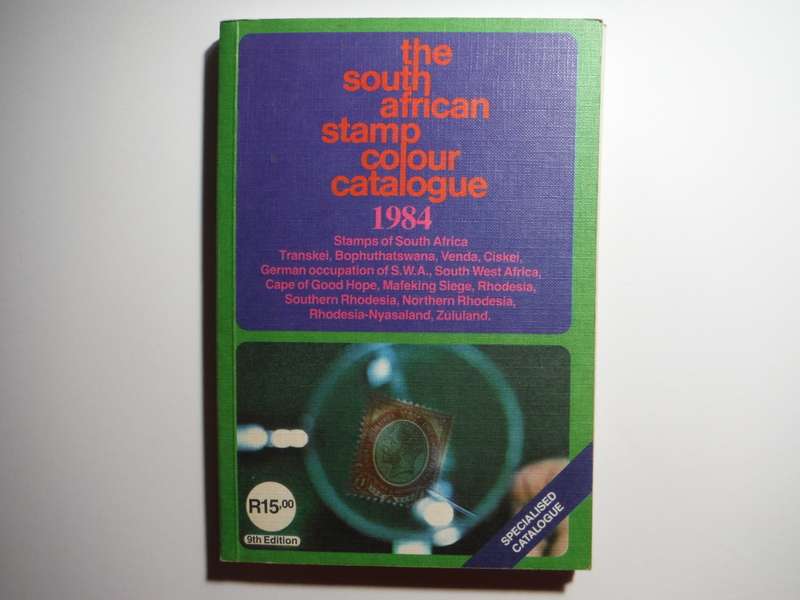 the
south
african
stamp
colour
catalogue
1984
Stamps of South Africa
Transkei, Bophuthatswana, Venda, Ciskei,
German occupation of S.W.A., South West Africa,
Cape of Good Hope, Mafeking Siege, Rhodesia,
Southern Rhodesia, Northern Rhodesia,
Rhodesia-Nyasaland, Zululand.
R15,00
9th Edition
SPECIALISED
CATALOGUE